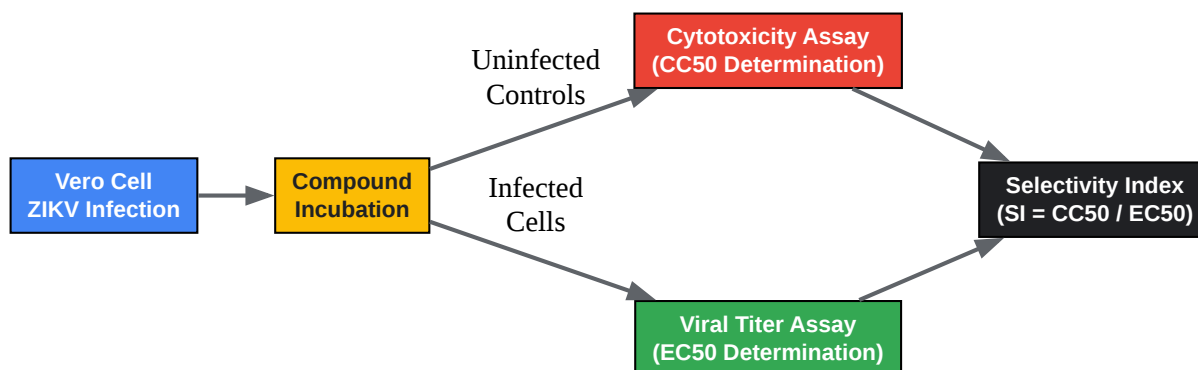 Vero Cell
ZIKV Infection
Compound
Incubation
Uninfected
Controls
Infected
Cells
Cytotoxicity Assay
(CC50 Determination)
Viral Titer Assay
(EC50 Determination)
Selectivity Index
(SI = CC50 / EC50)